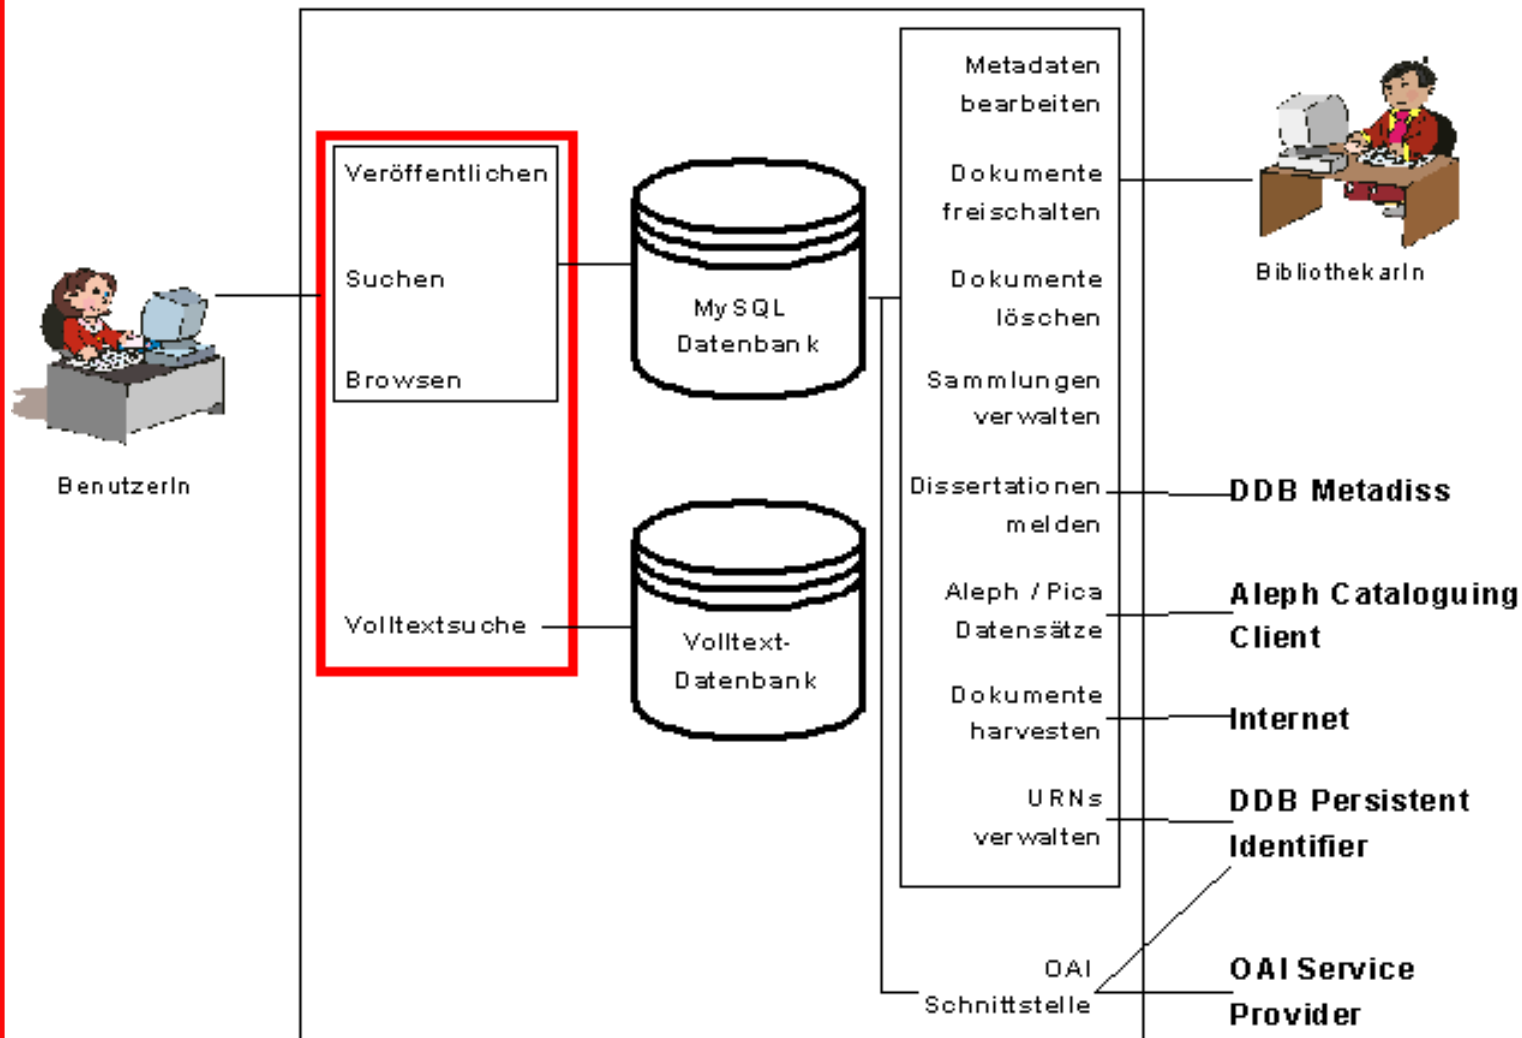 Veröffentlichen
Suchen
Browsen
Volltextsuche
BenutzerIn
MySQL
Datenbank
Volltext-
Datenbank
Metadaten
bearbeiten
Dokumente
freischalten
Dokumente
löschen
Sammlungen
verwalten
Dissertationen
melden
Aleph / Pica
Datensätze
Dokumente
harvesten
URNs
verwalten
OAI
Schnittstelle
BibliothekarIn
DDB Metadiss
Aleph Cataloguing
Client
Internet
DDB Persistent
Identifier
OAI Service
Provider